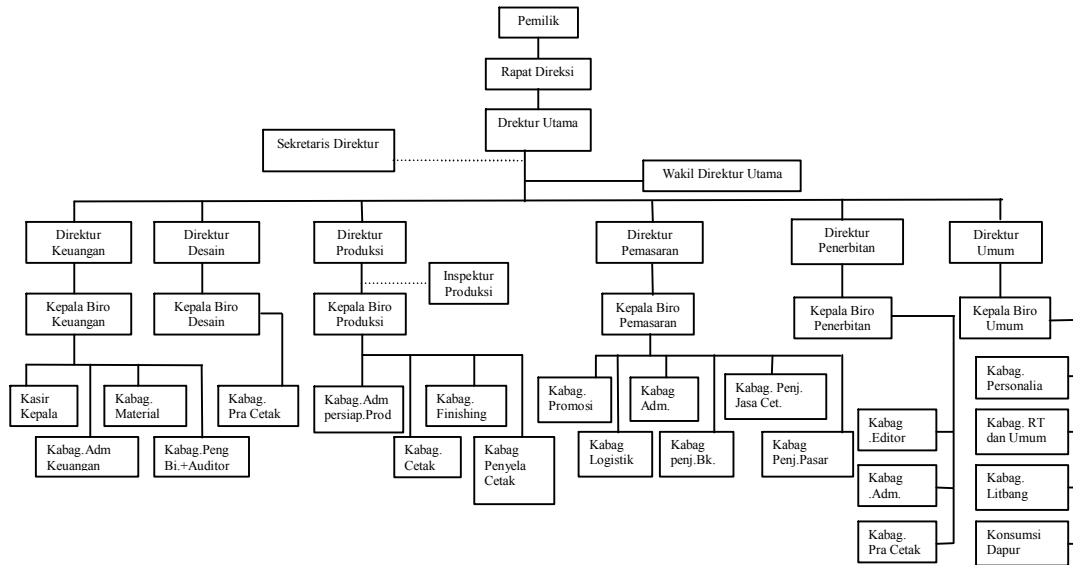 Pemilik
Rapat Direksi
Drektur Utama
Sekretaris Direktur
Wakil Direktur Utama
Direktur
Keuangan
Direktur
Desain
Direktur
Produksi
Direktur
Pemasaran
Direktur
Penerbitan
Direktur
Umum
Inspektur
Produksi
Kepala Biro
Keuangan
Kepala Biro
Desain
Kepala Biro
Produksi
Kepala Biro
Pemasaran
Kepala Biro
Penerbitan
Kepala Biro
Umum
Kasir
Kepala
Kabag.
Material
Kabag.
Pra Cetak
Kabag.Adm
persiap.Prod
Kabag.
Finishing
Kabag.
Promosi
Kabag
Adm.
Kabag. Penj.
Jasa Cet.
Kabag.
Personalia
Kabag.Adm
Keuangan
Kabag.Peng
Bi.+Auditor
Kabag.
Cetak
Kabag
Penyela
Cetak
Kabag
Logistik
Kabag
penj.Bk.
Kabag
Penj.Pasar
Kabag
.Editor
Kabag. RT
dan Umum
Kabag
.Adm.
Kabag.
Litbang
Kabag.
Pra Cetak
Konsumsi
Dapur